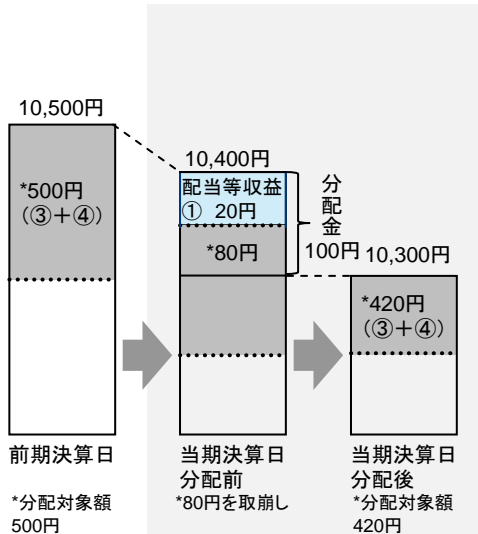 10,500円
*500円
（③＋④）
前期決算日
*分配対象額
500円
10,400円
配当等収益
① 20円
*80円
分配金
100円
当期決算日
分配前
*80円を取崩し
10,300円
*420円
（③＋④）
当期決算日
分配後
*分配対象額
420円